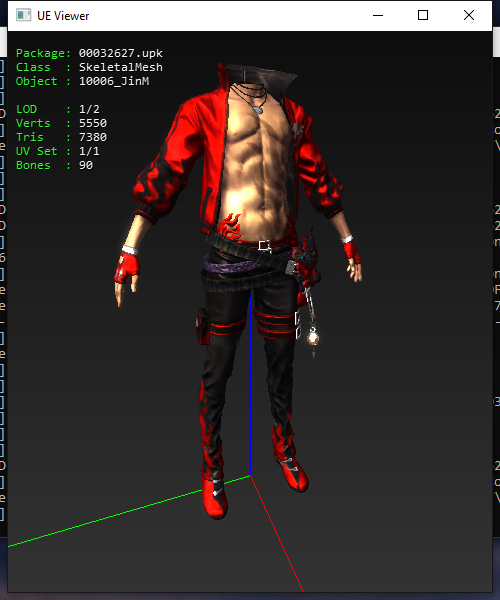 UE Viewer
Package: 00032627.upk
Class : SkeletalMesh
Object : 10006_JinM
LOD : 1/2
Verts : 5550
Tris : 7380
UV Set : 1/1
Bones : 90